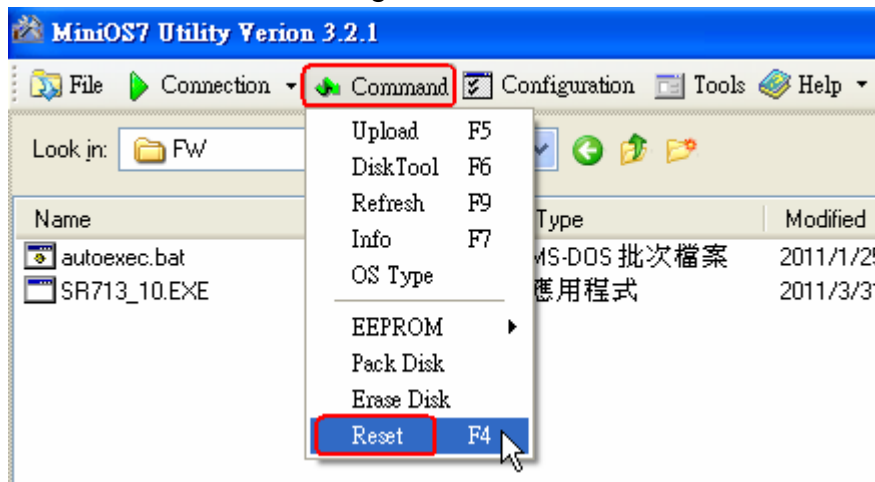 MiniOS7 Utility Verion 3.2.1
File Connection Command Configuration Tools Help
Look in: FW
Upload F5
DiskTool F6
Refresh F9
Info F7
OS Type
EEPROM
Pack Disk
Erase Disk
Reset F4
Name Type Modified
autoexec.bat MS-DOS 批次檔案 2011/1/25
SR713_10.EXE 應用程式 2011/3/31